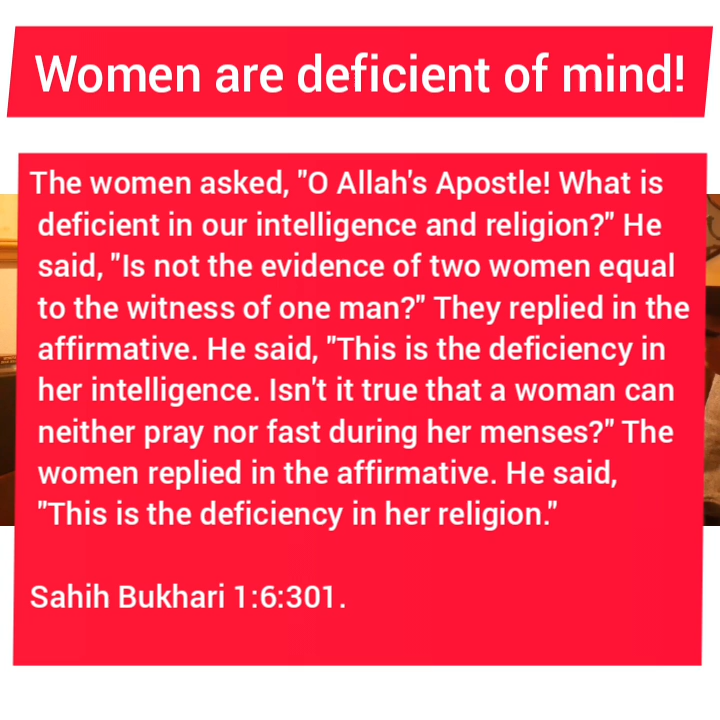 Women are deficient of mind!
The women asked, "O Allah's Apostle! What is
deficient in our intelligence and religion?" He
said, "Is not the evidence of two women equal
to the witness of one man?" They replied in the
affirmative. He said, "This is the deficiency in
her intelligence. Isn't it true that a woman can
neither pray nor fast during her menses?" The
women replied in the affirmative. He said,
"This is the deficiency in her religion."
Sahih Bukhari 1:6:301.